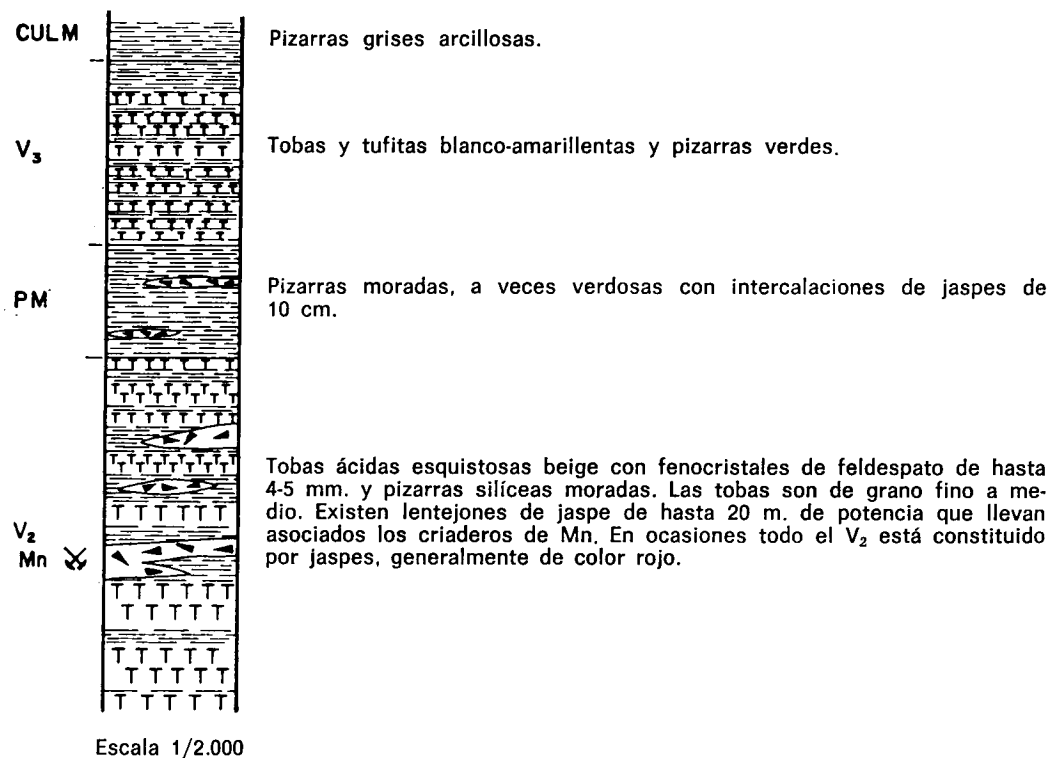 CULM
Pizarras grises arcillosas.
V₃
Tobas y tufitas blanco-amarillentas y pizarras verdes.
PM
Pizarras moradas, a veces verdosas con intercalaciones de jaspes de
10 cm.
Tobas ácidas esquistosas beige con fenocristales de feldespato de hasta
4-5 mm. y pizarras silíceas moradas. Las tobas son de grano fino a me-
dio. Existen lentejones de jaspe de hasta 20 m. de potencia que llevan
asociados los criaderos de Mn. En ocasiones todo el V₂ está constituido
por jaspes, generalmente de color rojo.
V₂
Mn
Escala 1/2.000